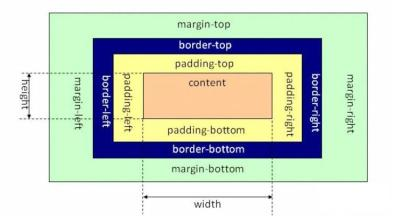 margin-top
border-top
padding-top
content
height
margin-left
border-left
padding-left
padding-right
border-right
margin-right
padding-bottom
border-bottom
margin-bottom
width